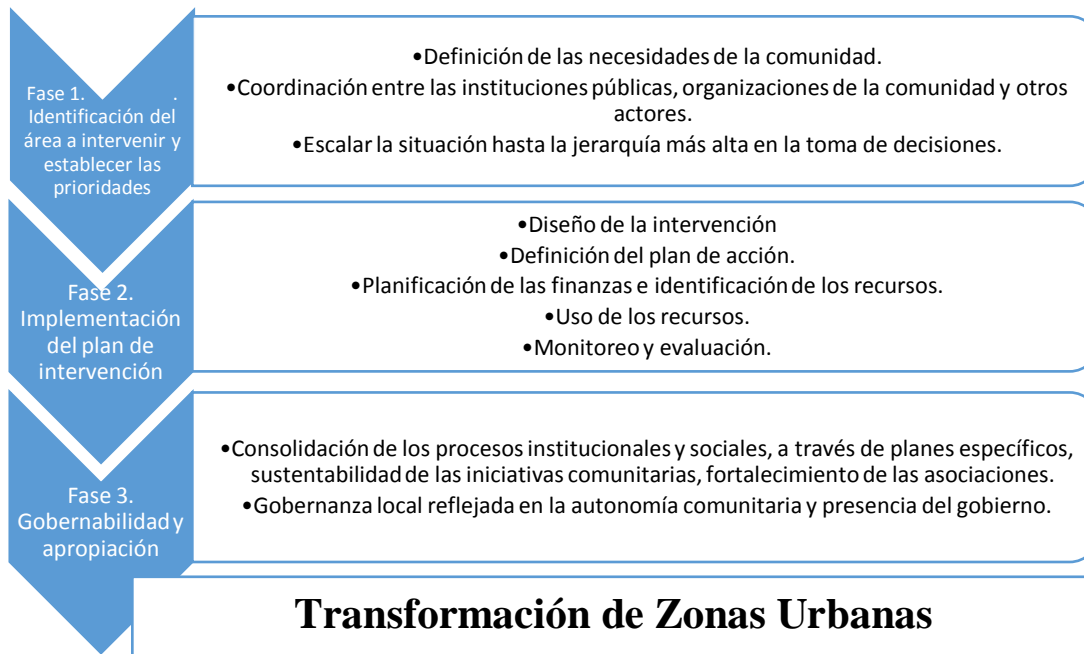 Fase 1. .
Identificación del
área a intervenir y
establecer las
prioridades
•Definición de las necesidades de la comunidad.
•Coordinación entre las instituciones públicas, organizaciones de la comunidad y otros
actores.
•Escalar la situación hasta la jerarquía más alta en la toma de decisiones.
Fase 2.
Implementación
del plan de
intervención
•Diseño de la intervención
•Definición del plan de acción.
•Planificación de las finanzas e identificación de los recursos.
•Uso de los recursos.
•Monitoreo y evaluación.
Fase 3.
Gobernabilidad y
apropiación
•Consolidación de los procesos institucionales y sociales, a través de planes específicos,
sustentabilidad de las iniciativas comunitarias, fortalecimiento de las asociaciones.
•Gobernanza local reflejada en la autonomía comunitaria y presencia del gobierno.
Transformación de Zonas Urbanas